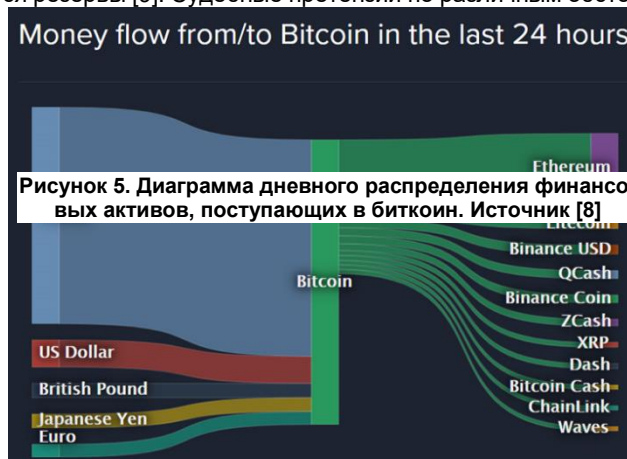 Money flow from/to Bitcoin in the last 24 hours
Ethereum
Рисунок 5. Диаграмма дневного распределения финансо
вых активов, поступающих в биткоин. Источник [8]
Litecoin
Binance USD
QCash
Bitcoin
Binance Coin
ZCash
XRP
US Dollar
Dash
British Pound
Bitcoin Cash
ChainLink
Japanese Yen
Waves
Euro